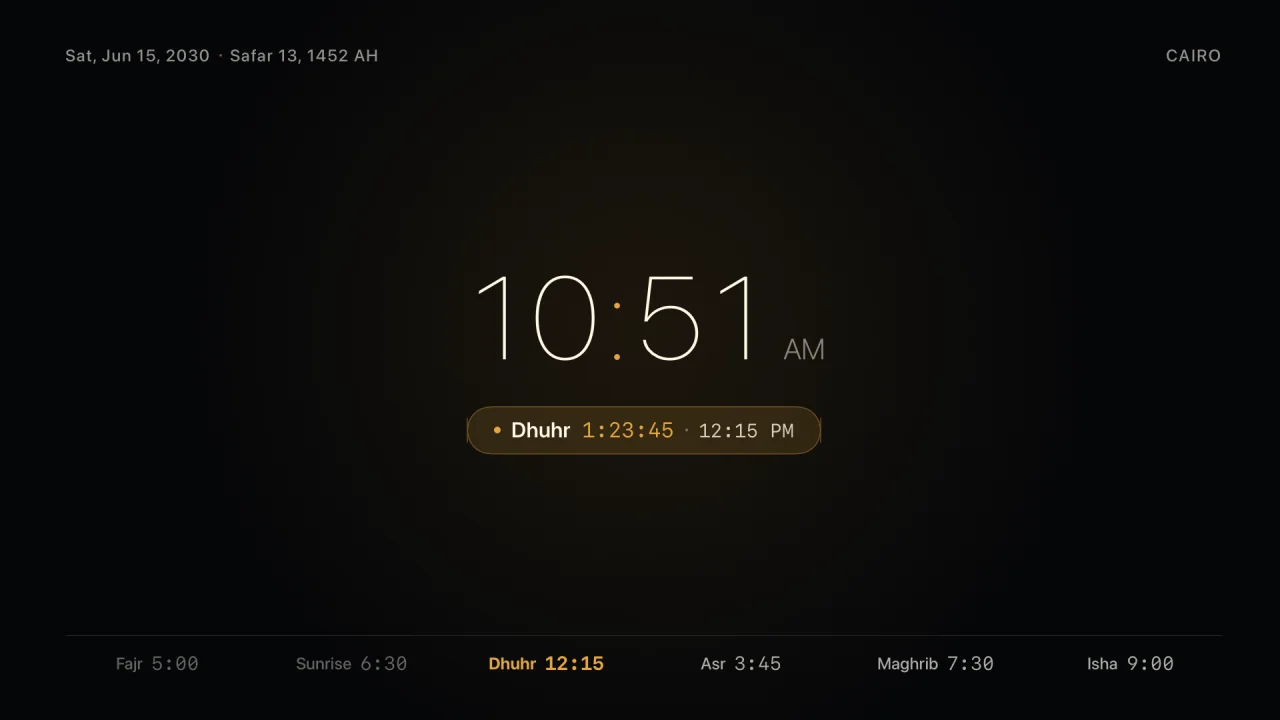 Sat, Jun 15, 2030 · Safar 13, 1452 AH
CAIRO
10:51 AM
• Dhuhr 1:23:45 · 12:15 PM
Fajr 5:00
Sunrise 6:30
Dhuhr 12:15
Asr 3:45
Maghrib 7:30
Isha 9:00